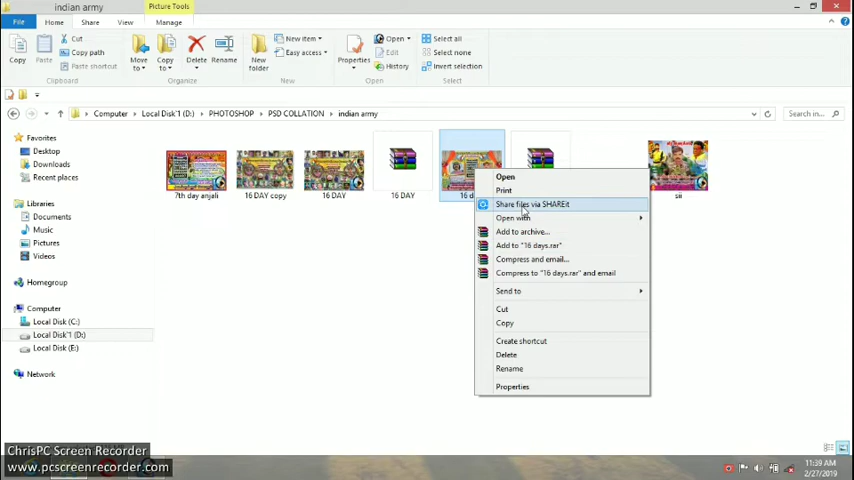 indian army
Picture Tools
File
Home
Share
View
Manage
Copy
Paste
Cut
Copy path
Paste shortcut
Clipboard
Move to
Copy to
Delete
Rename
Organize
New folder
New item
Easy access
New
Properties
Open
Edit
History
Open
Select all
Select none
Invert selection
Select
Computer
Local Disk`1 (D:)
PHOTOSHOP
PSD COLLATION
indian army
Search in...
Favorites
Desktop
Downloads
Recent places
Libraries
Documents
Music
Pictures
Videos
Homegroup
Computer
Local Disk (C:)
Local Disk`1 (D:)
Local Disk (E:)
Network
7th day anjali
16 DAY copy
16 DAY
16 DAY
16 d
sii
Open
Print
Share files via SHAREit
Open with
Add to archive...
Add to "16 days.rar"
Compress and email...
Compress to "16 days.rar" and email
Send to
Cut
Copy
Create shortcut
Delete
Rename
Properties
ChrisPC Screen Recorder
www.pcscreenrecorder.com
11:39 AM
2/27/2019